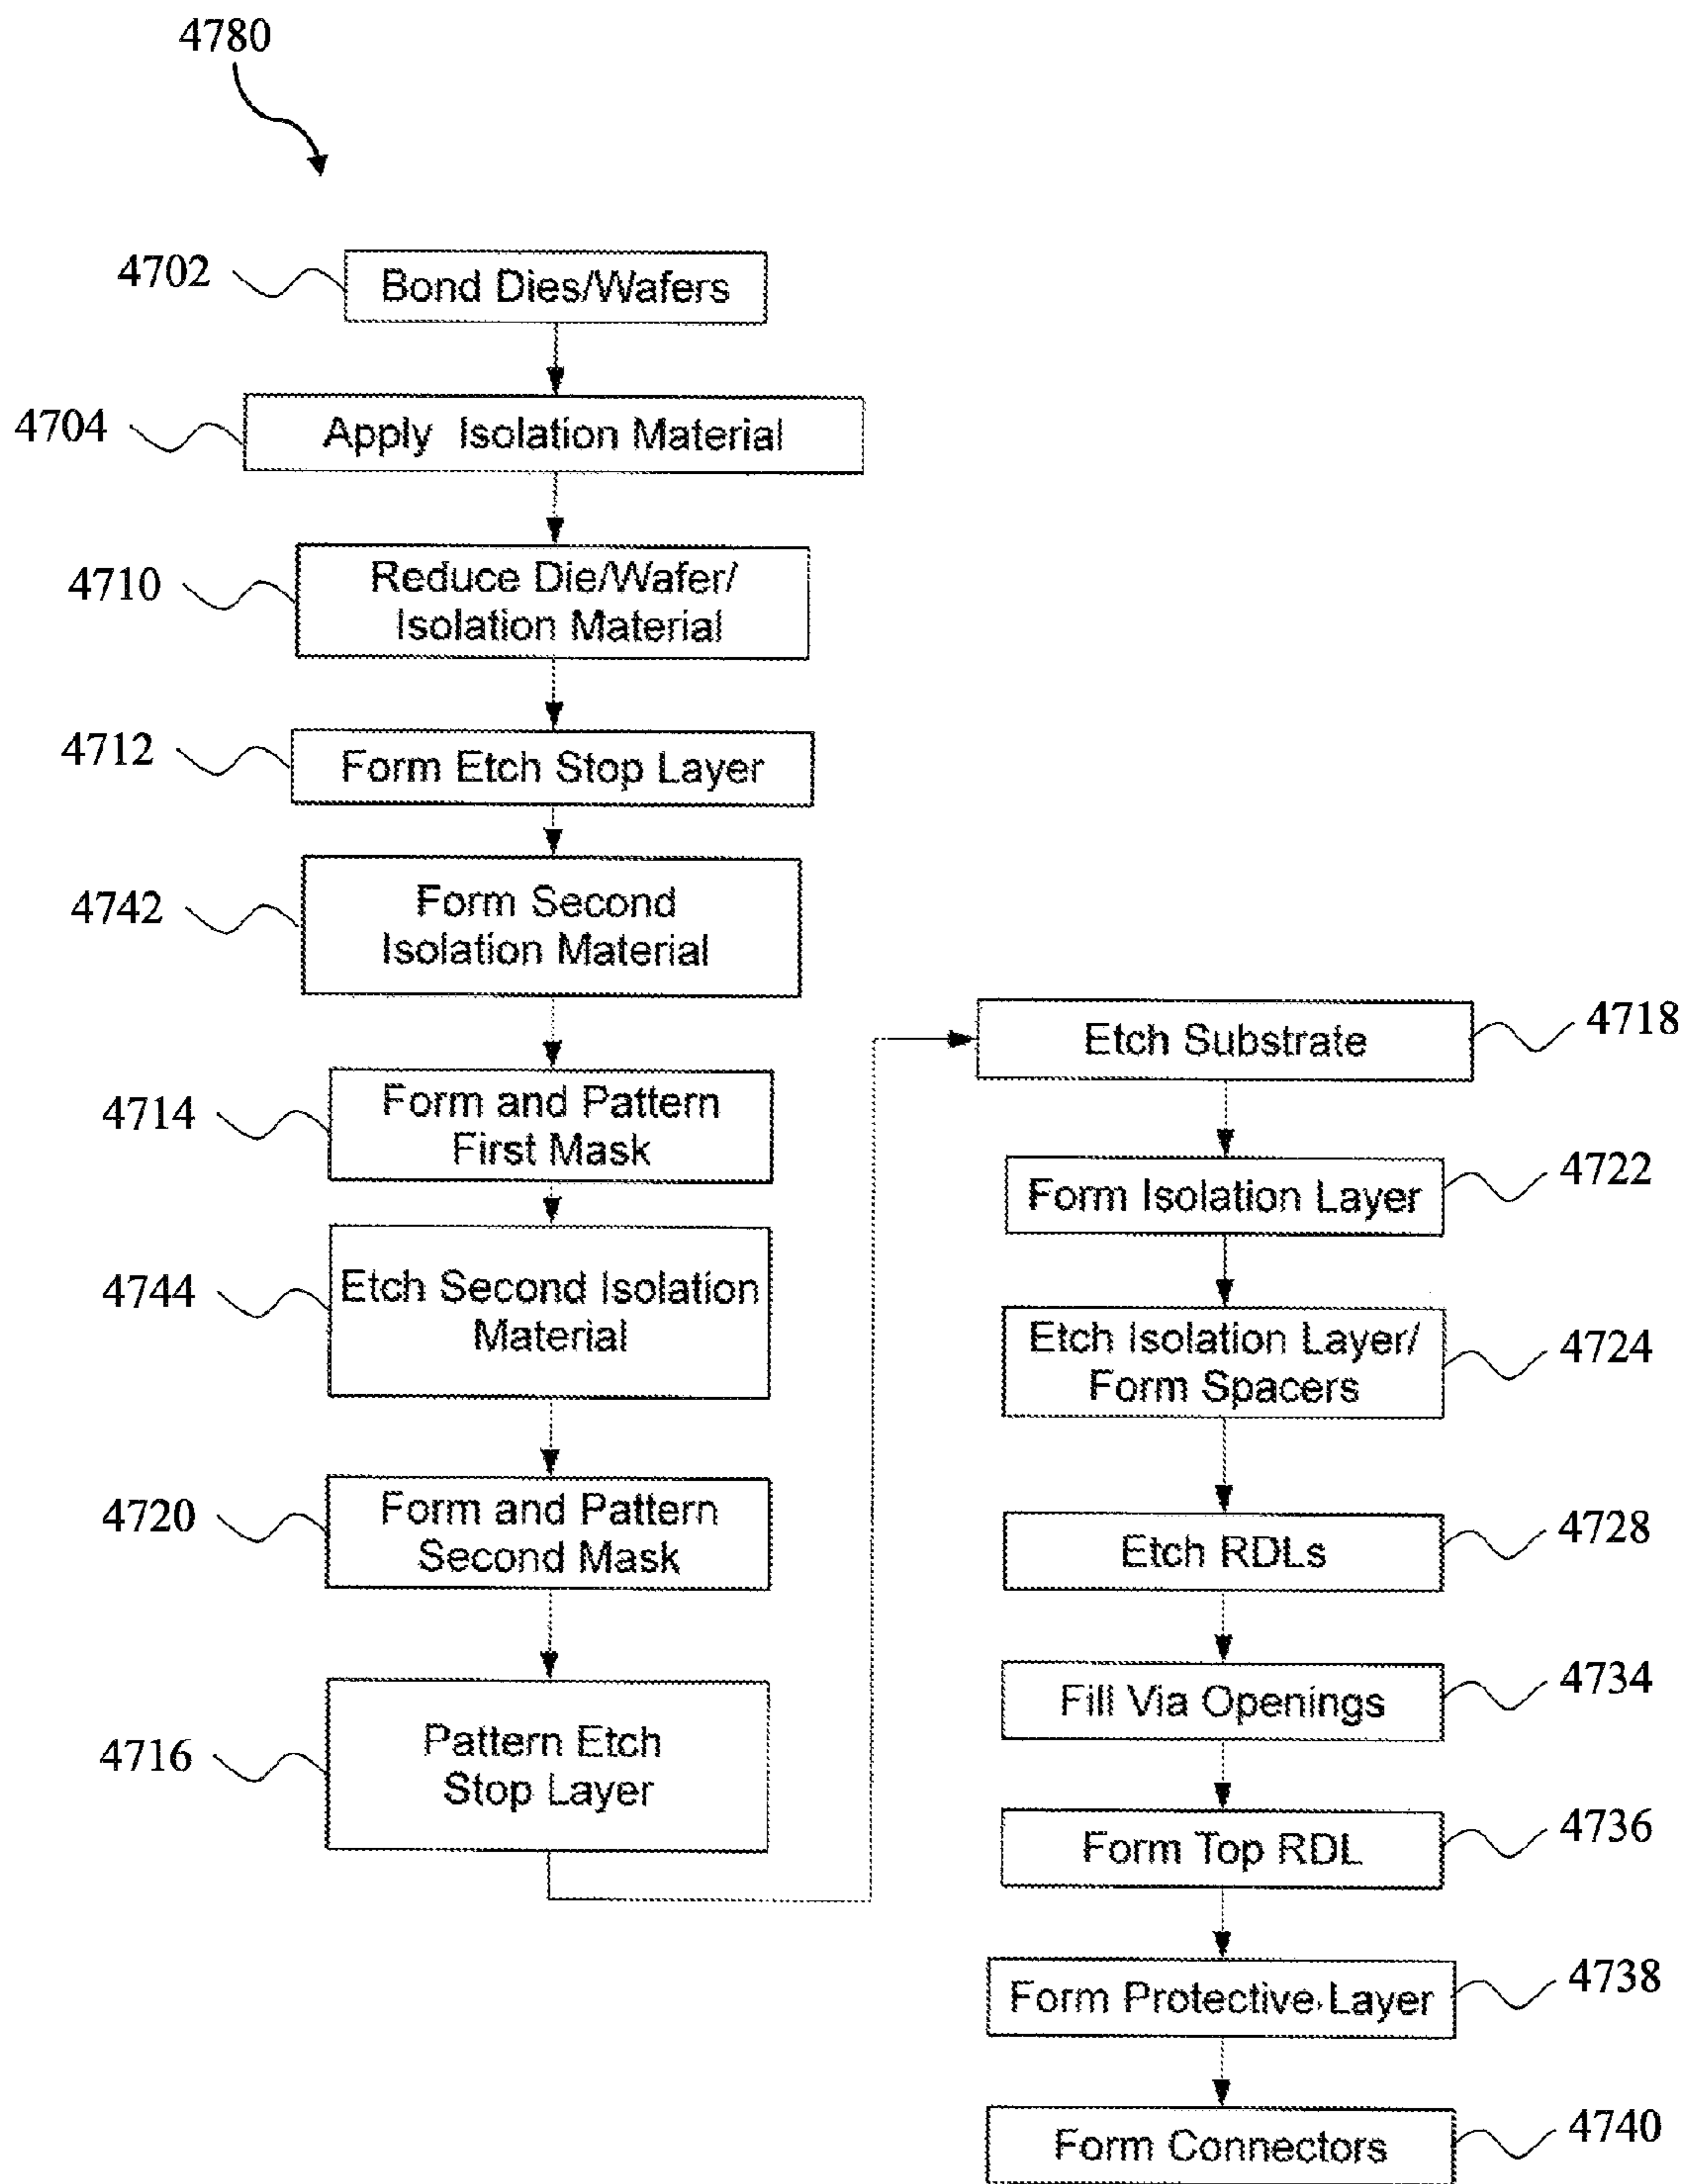 4780
4702
Bond Dies/Wafers
4704
Apply Isolation Material
4710
Reduce Die/Wafer/
Isolation Material
4712
Form Etch Stop Layer
4742
Form Second
Isolation Material
4714
Form and Pattern
First Mask
4744
Etch Second Isolation
Material
4720
Form and Pattern
Second Mask
4716
Pattern Etch
Stop Layer
Etch Substrate
4718
Form Isolation Layer
4722
Etch Isolation Layer/
Form Spacers
4724
Etch RDLs
4728
Fill Via Openings
4734
Form Top RDL
4736
Form Protective Layer
4738
Form Connectors
4740